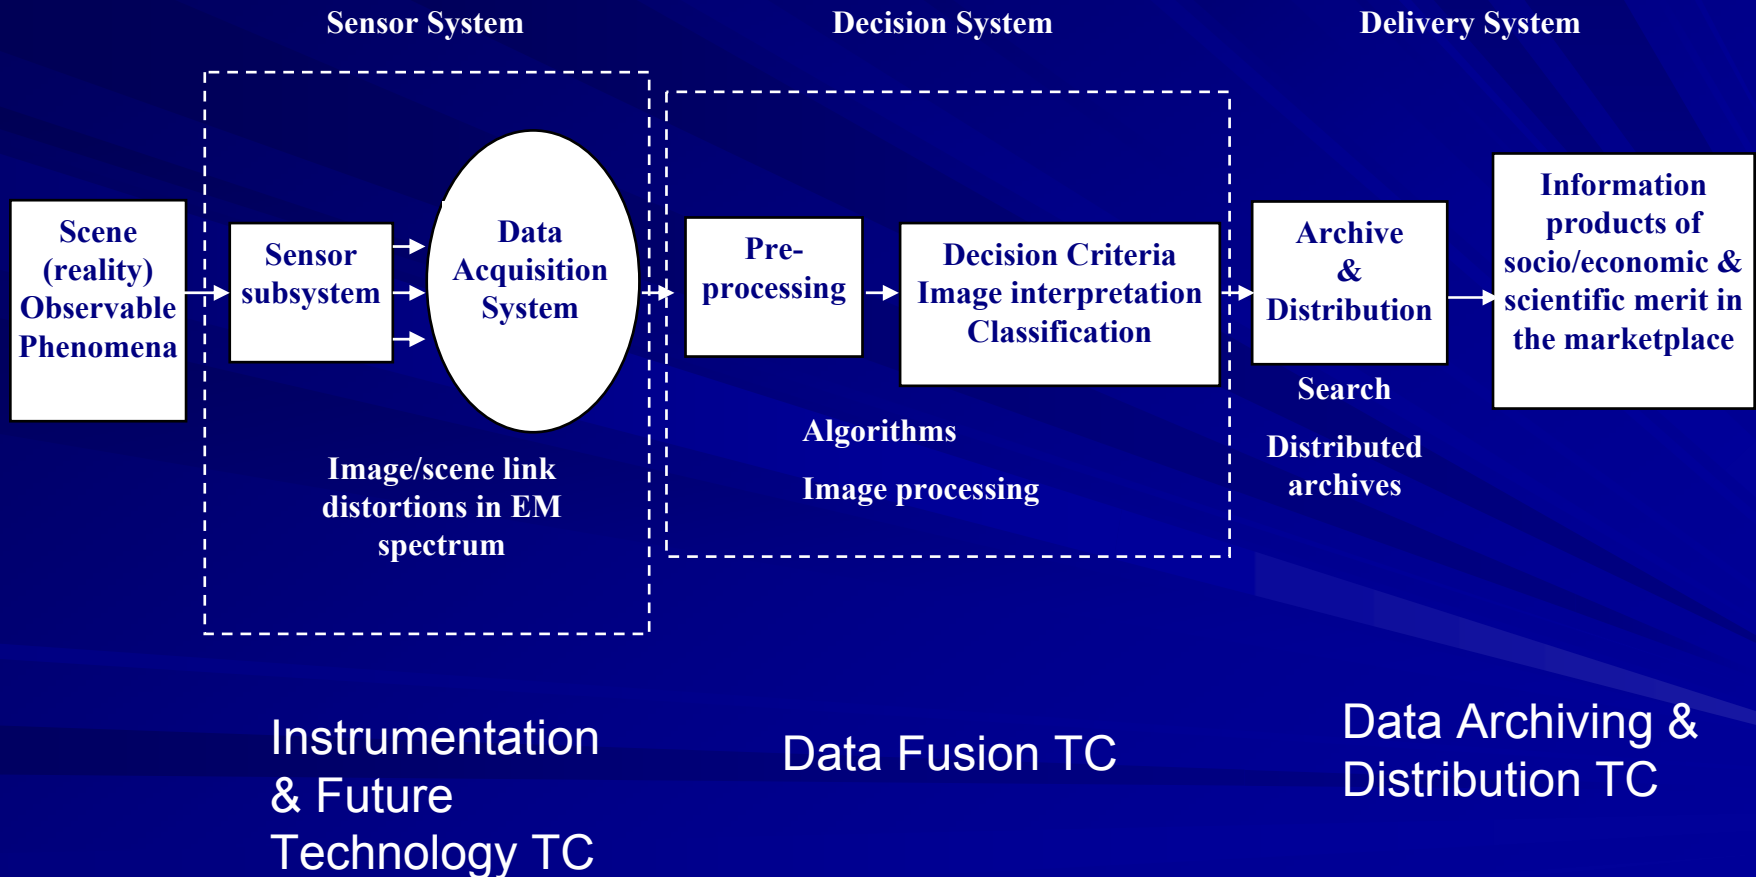 Sensor System
Decision System
Delivery System
Scene
(reality)
Observable
Phenomena
Sensor
subsystem
Data
Acquisition
System
Image/scene link
distortions in EM
spectrum
Pre-
processing
Decision Criteria
Image interpretation
Classification
Algorithms
Image processing
Archive
&
Distribution
Search
Distributed
archives
Information
products of
socio/economic &
scientific merit in
the marketplace
Instrumentation
& Future
Technology TC
Data Fusion TC
Data Archiving &
Distribution TC